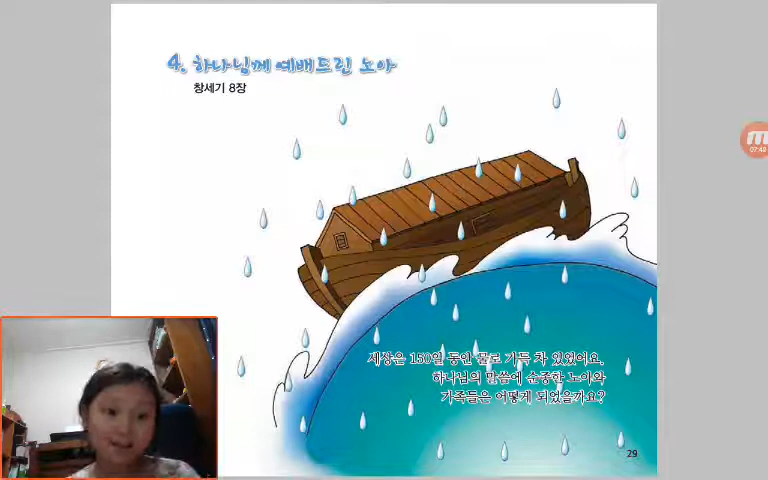 4. 하나님께 예배드린 노아
창세기 8장
세상은 150일 동안 물로 가득 차 있었어요.
하나님의 말씀에 순종한 노아와
가족들은 어떻게 되었을까요?
29
07:42